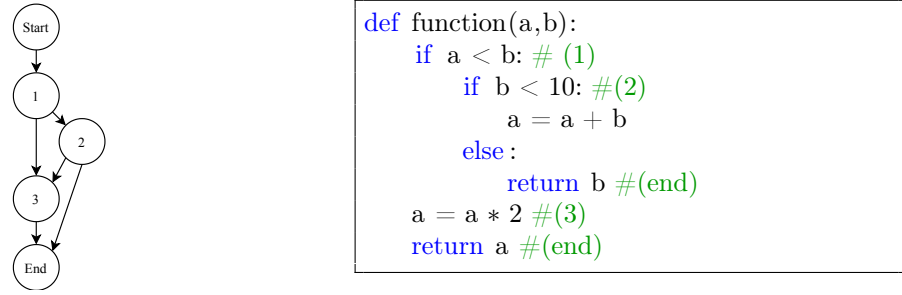 Start
1
2
3
End
def function(a,b):
    if a < b: # (1)
        if b < 10: #(2)
            a = a + b
        else:
            return b #(end)
    a = a * 2 #(3)
    return a #(end)